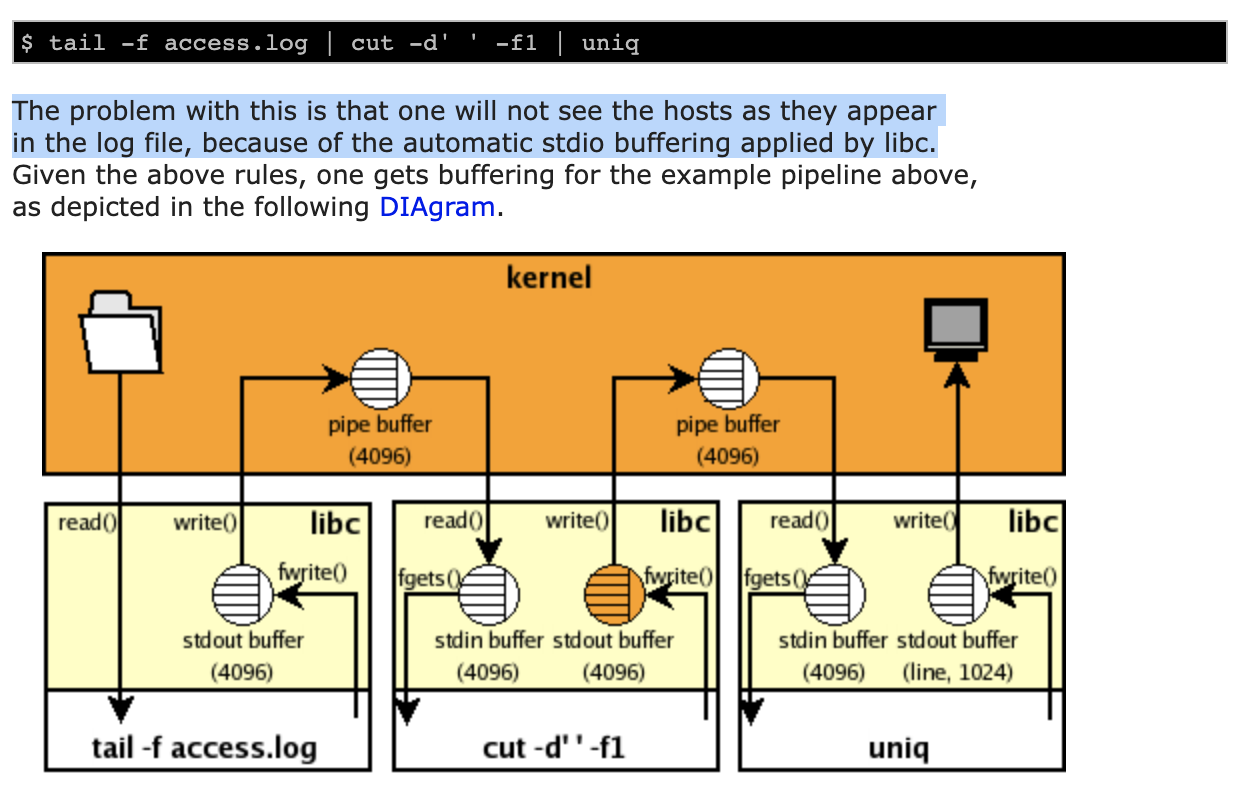 $ tail -f access.log | cut -d' ' -f1 | uniq
The problem with this is that one will not see the hosts as they appear
in the log file, because of the automatic stdio buffering applied by libc.
Given the above rules, one gets buffering for the example pipeline above,
as depicted in the following DIAgram.
kernel
pipe buffer
(4096)
pipe buffer
(4096)
read()
write()
libc
fwrite()
stdout buffer
(4096)
tail -f access.log
read()
write()
libc
fgets()
fwrite()
stdin buffer
(4096)
stdout buffer
(4096)
cut -d' ' -f1
read()
write()
libc
fgets()
fwrite()
stdin buffer
(4096)
stdout buffer
(line, 1024)
uniq